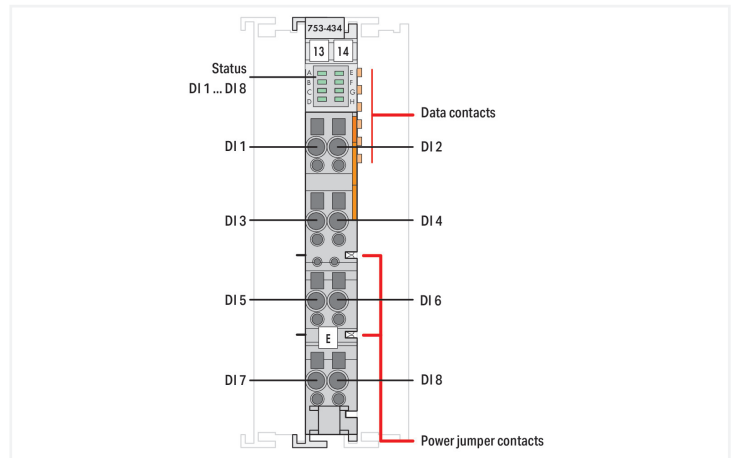 753-434
13 14
Status
DI 1 ... DI 8
A E
B F
C G
D H
Data contacts
DI 1
DI 2
DI 3
DI 4
DI 5
DI 6
E
DI 7
DI 8
Power jumper contacts